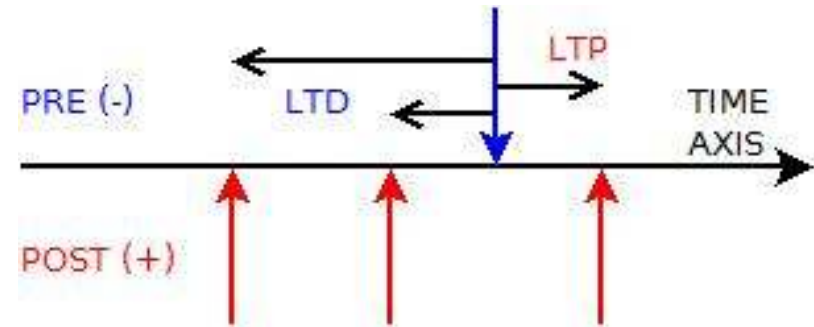 LTP
PRE (-)
LTD
TIME
AXIS
POST (+)